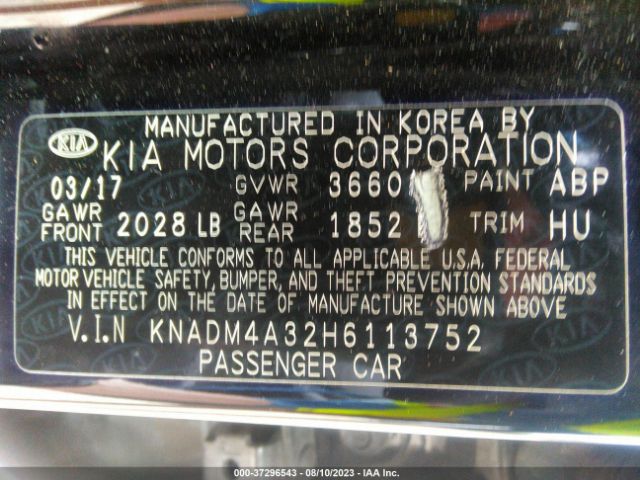 MANUFACTURED IN KOREA BY
KIA KIA MOTORS CORPORATION
03/17 GVWR 3660 PAINT ABP
GAWR FRONT 2028 LB GAWR REAR 1852 TRIM HU
THIS VEHICLE CONFORMS TO ALL APPLICABLE U.S.A. FEDERAL
MOTOR VEHICLE SAFETY, BUMPER, AND THEFT PREVENTION STANDARDS
IN EFFECT ON THE DATE OF MANUFACTURE SHOWN ABOVE
V.I.N KNADM4A32H6113752
PASSENGER CAR
000-37296543 - 08/10/2023 - IAA Inc.